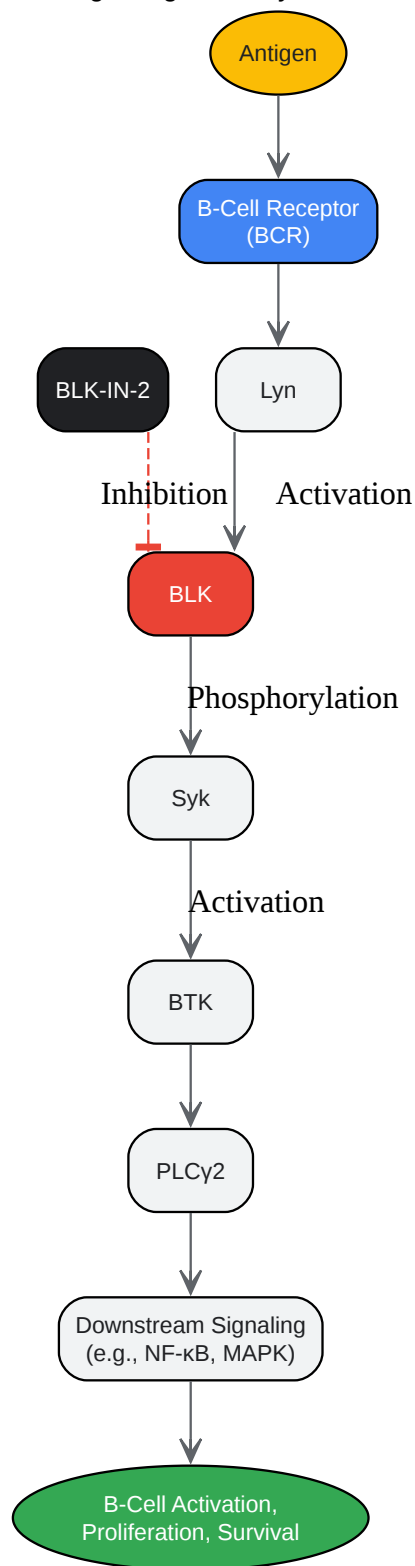 Antigen
B-Cell Receptor
(BCR)
BLK-IN-2
Lyn
Inhibition
Activation
BLK
Phosphorylation
Syk
Activation
BTK
PLCγ2
Downstream Signaling
(e.g., NF-κB, MAPK)
B-Cell Activation,
Proliferation, Survival